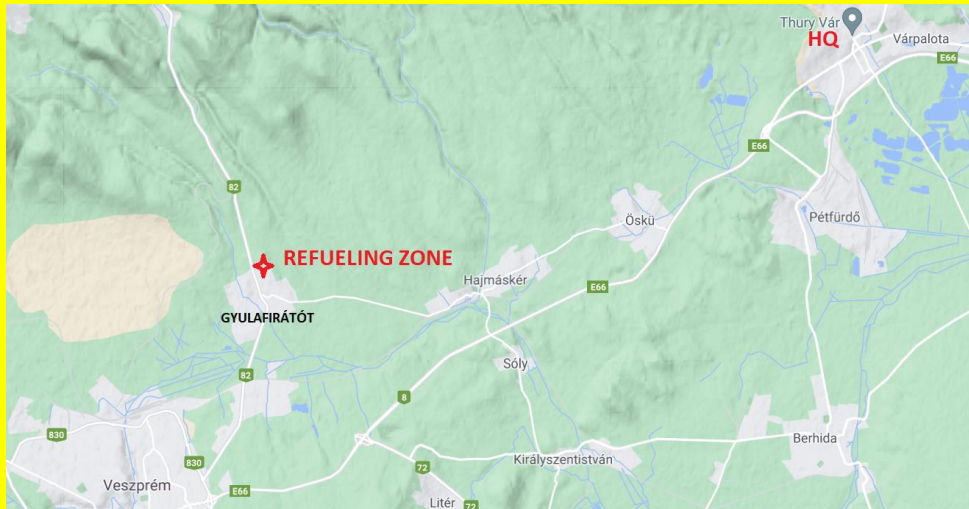 Thury Vár
HQ
Várpalota
E66
E66
82
Öskü
Pétfürdő
REFUELING ZONE
Hajmáskér
E66
GYULAFIRÁTÓT
Sóly
82
8
830
Berhida
830
72
Királyszentistván
Veszprém
E66
Litér
72